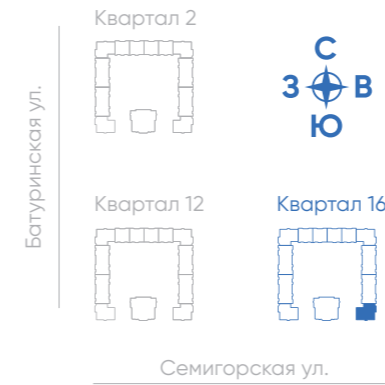 Квартал 2
С
З В
Ю
Батуринская ул.
Квартал 12
Квартал 16
Семигорская ул.